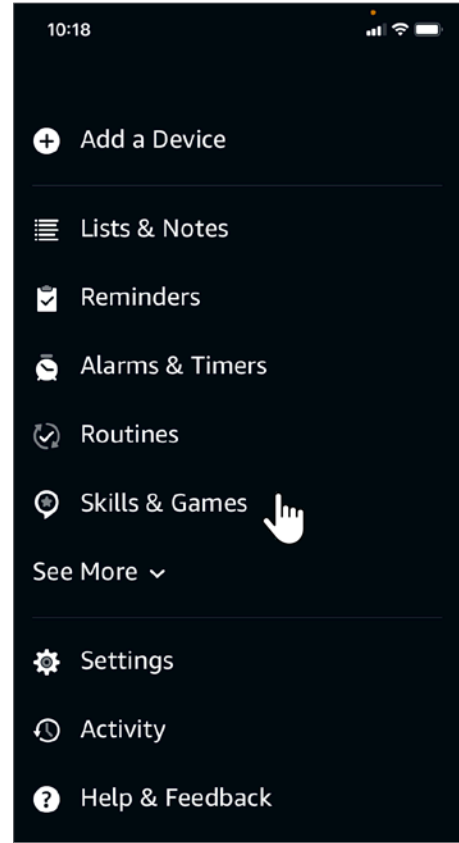 10:18
Add a Device
Lists & Notes
Reminders
Alarms & Timers
Routines
Skills & Games
See More
Settings
Activity
Help & Feedback